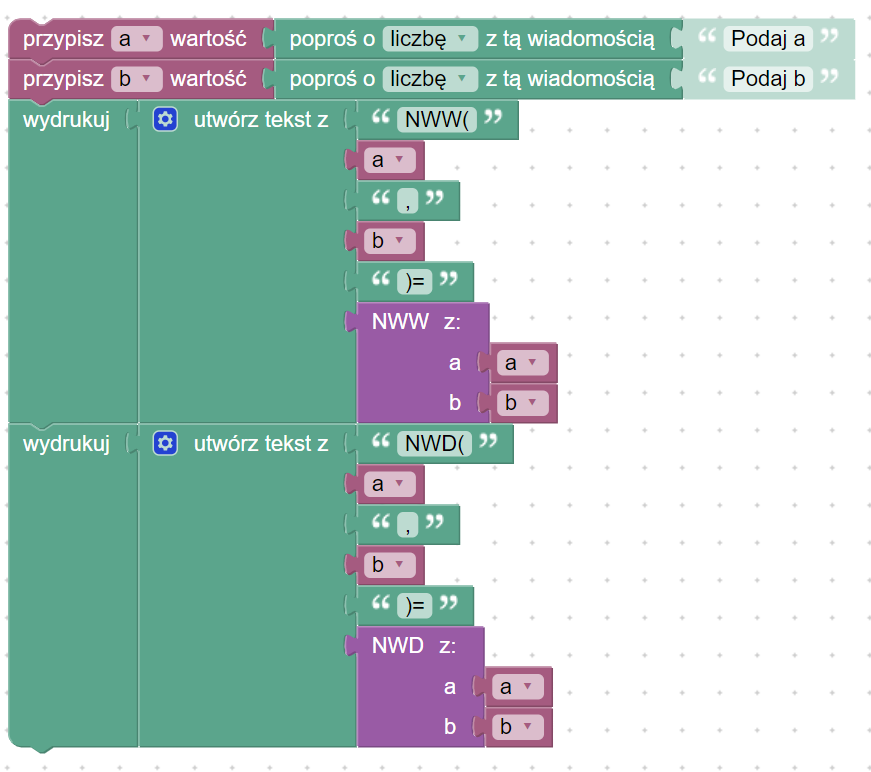 przypisz a wartość poproś o liczbę z tą wiadomością “ Podaj a ”
przypisz b wartość poproś o liczbę z tą wiadomością “ Podaj b ”
wydrukuj utwórz tekst z “ NWW( ”
a
“ , ”
b
“ )= ”
NWW z:
a a
b b
wydrukuj utwórz tekst z “ NWD( ”
a
“ , ”
b
“ )= ”
NWD z:
a a
b b